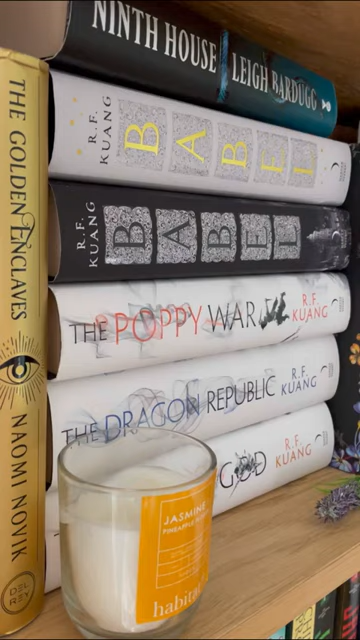 NINTH HOUSE LEIGH BARDUGO
R.F. KUANG BABEL
R.F. KUANG BABEL
THE POPPY WAR R.F. KUANG
THE DRAGON REPUBLIC R.F. KUANG
GOD R.F. KUANG
THE GOLDEN ENCLAVES NAOMI NOVIK
DEL REY
JASMINE
PINEAPPLE
habitat